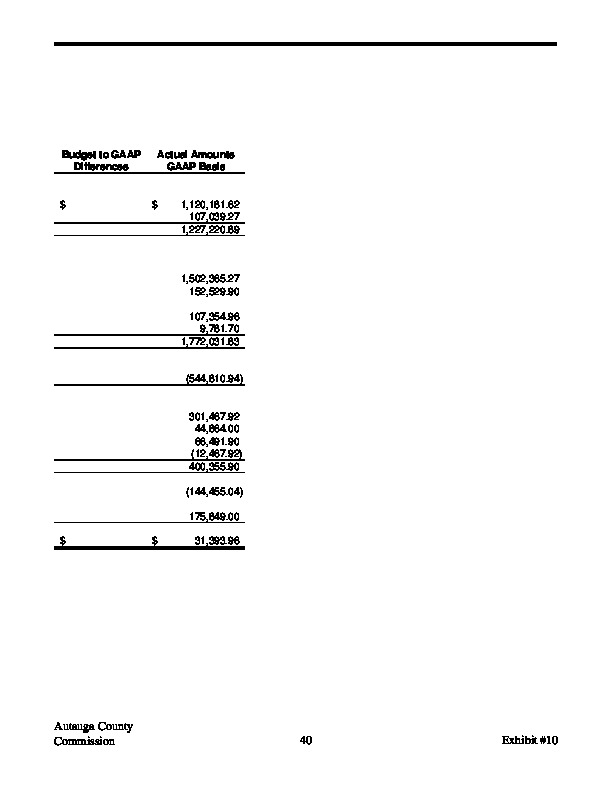 Budget to GAAP Differences
Actual Amounts GAAP Basis
$ $ 1,120,181.62
107,039.27
1,227,220.89
1,502,365.27
152,529.90
107,354.96
9,781.70
1,772,031.83
(544,810.94)
301,467.92
44,864.00
66,491.90
(12,467.92)
400,355.90
(144,455.04)
175,849.00
$ $ 31,393.96
Autauga County
Commission 40 Exhibit #10